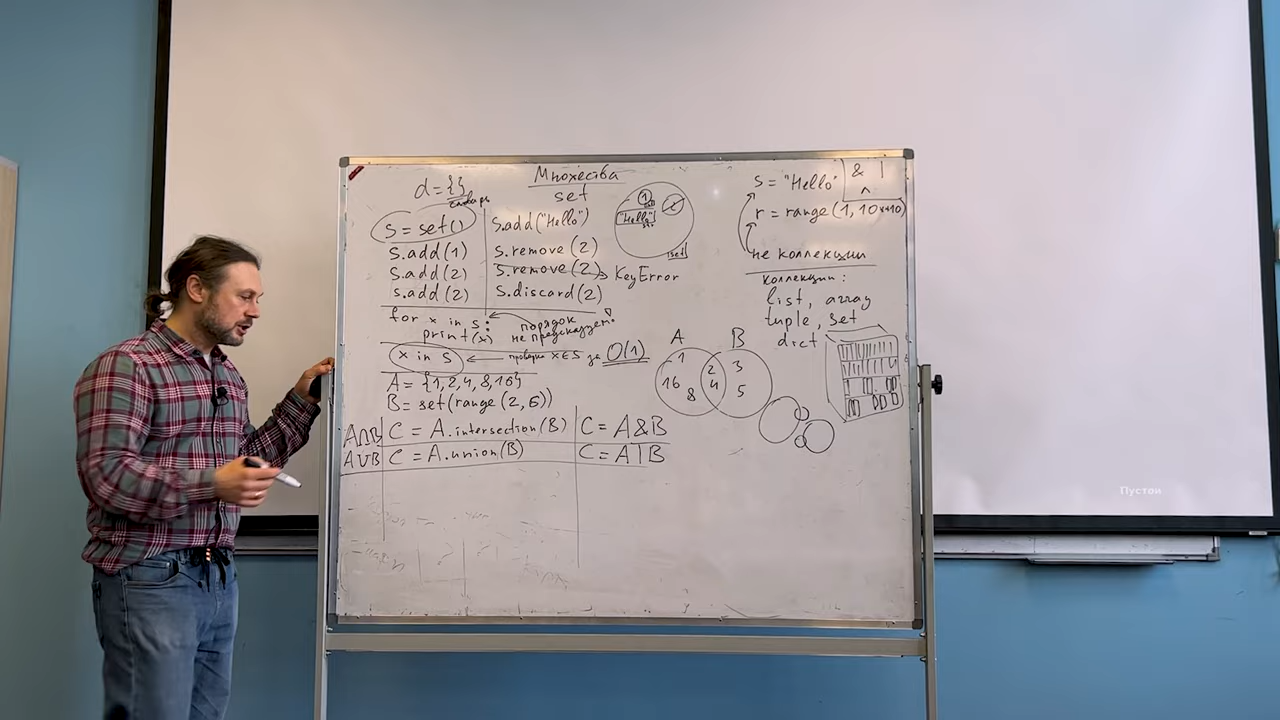 Множества
set
d = {}
словарь
s = set()
s.add(1)
s.add(2)
s.add(2)
s.add("Hello")
s.remove(2)
s.remove(2) → KeyError
s.discard(2)
1
"Hello"
set
for x in s:
print(x)
порядок
не предсказуем!
x in s
проверка x ∈ S за O(1)
A = {1,2,4,8,16}
B = set(range(2,6))
A∩B C = A.intersection(B) C = A&B
A∪B C = A.union(B) C = A|B
A B
1 2 3
16 4 5
8
& |
^
s = "Hello"
r = range(1, 10**10)
не коллекции
коллекции:
list, array
tuple, set
dict
Пустой